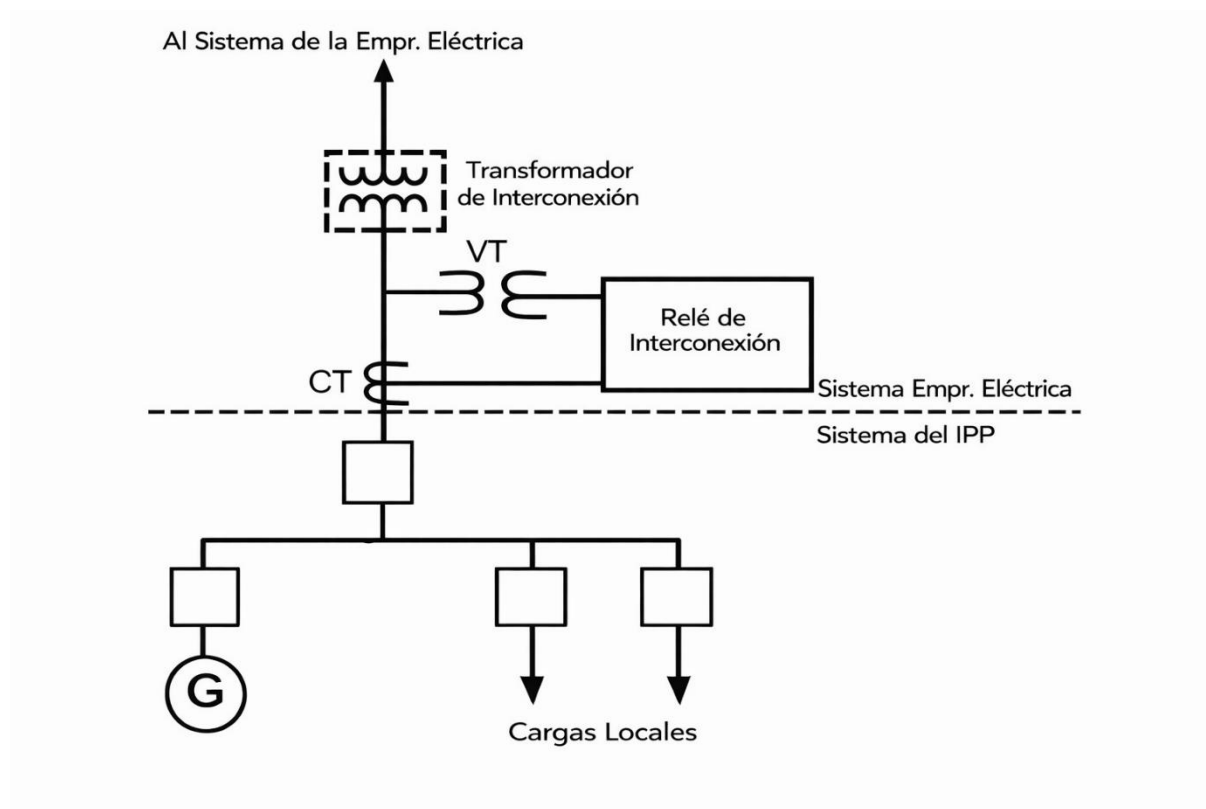 Al Sistema de la Empr. Eléctrica
Transformador
de Interconexión
VT
Relé de
Interconexión
CT
Sistema Empr. Eléctrica
Sistema del IPP
G
Cargas Locales